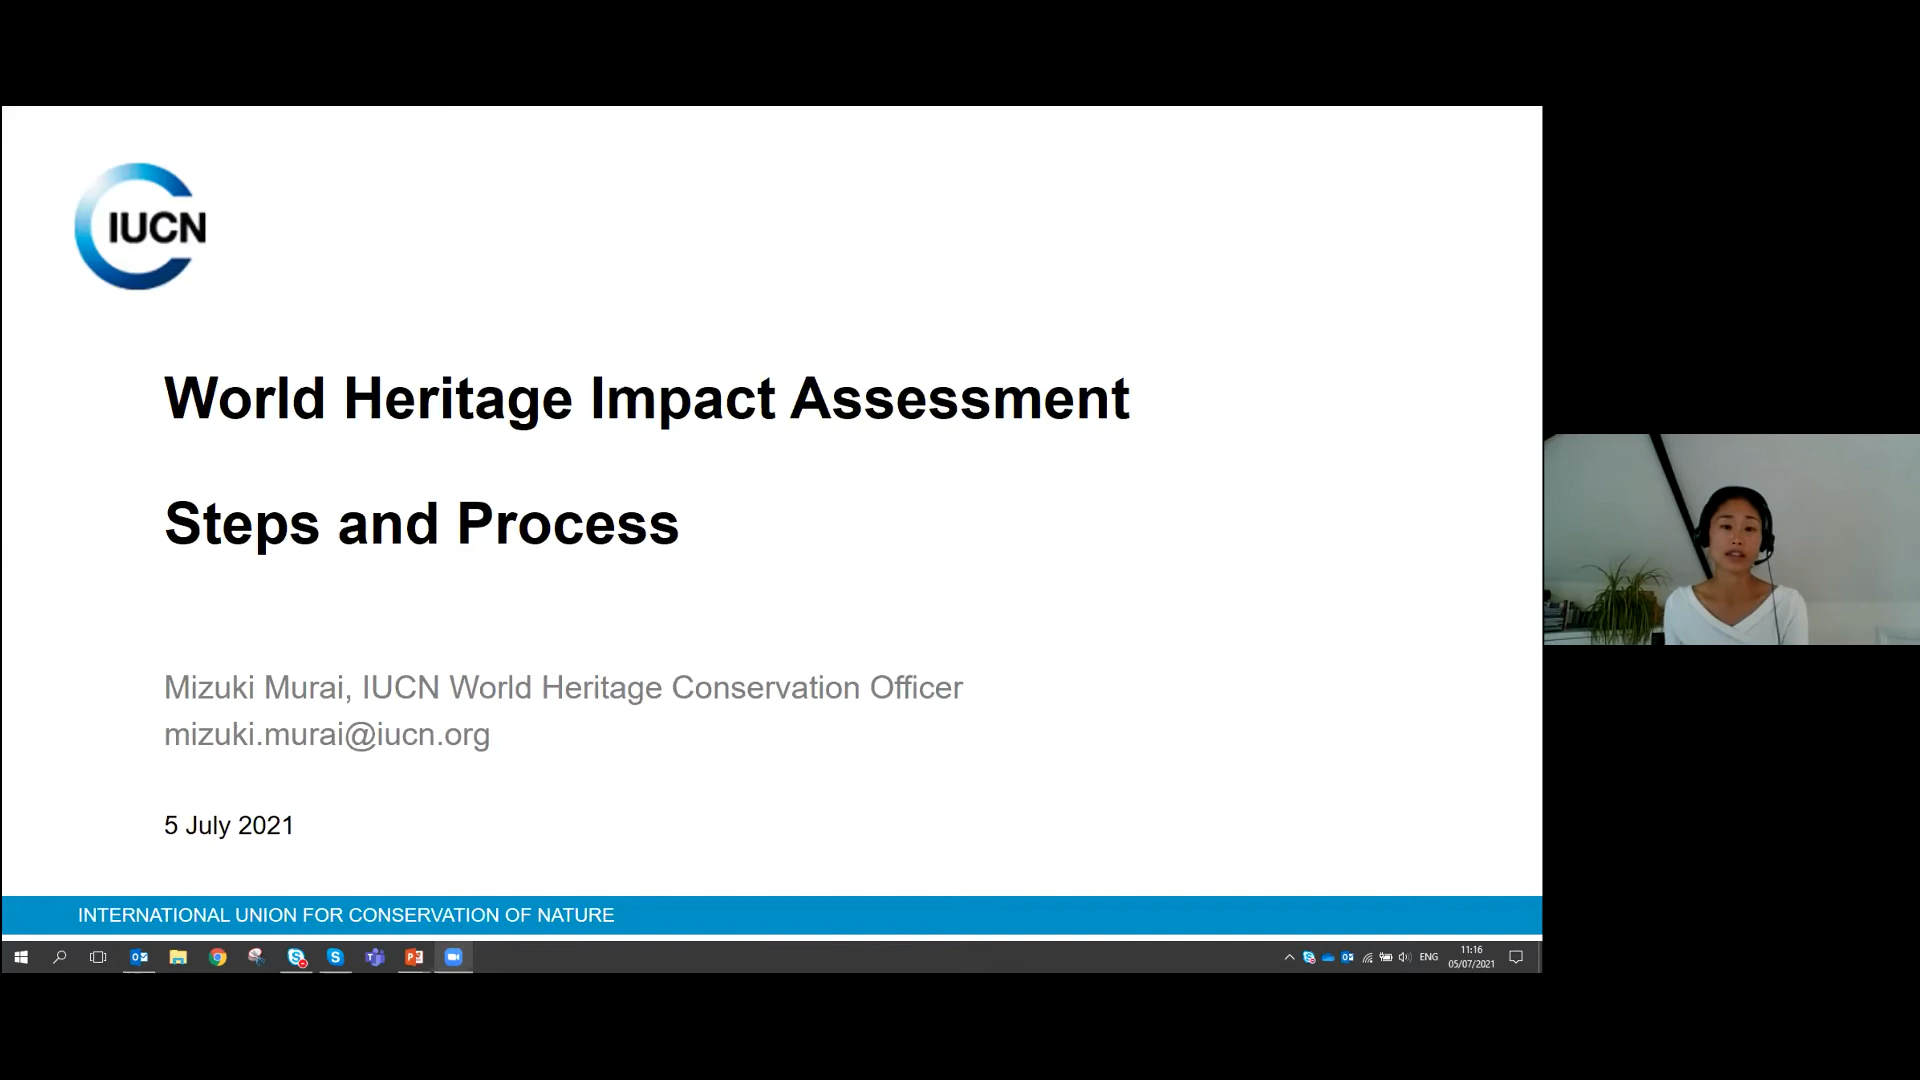 IUCN
World Heritage Impact Assessment
Steps and Process
Mizuki Murai, IUCN World Heritage Conservation Officer
mizuki.murai@iucn.org
5 July 2021
INTERNATIONAL UNION FOR CONSERVATION OF NATURE
ENG
11:16
05/07/2021